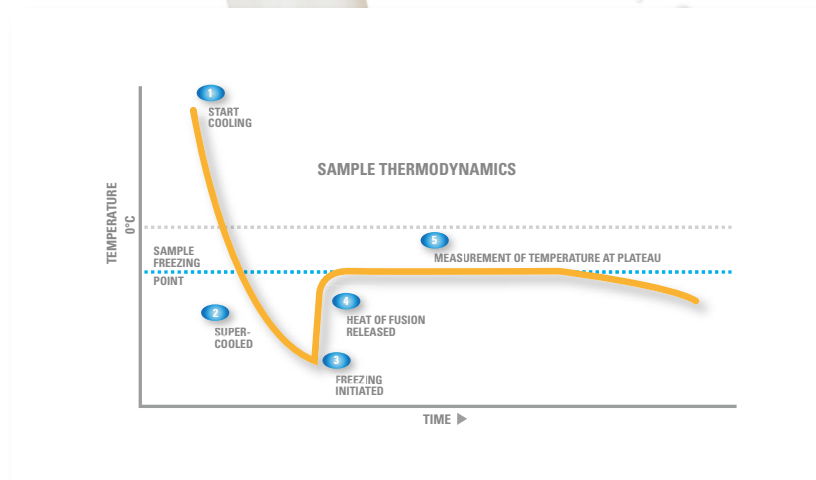 1
START
COOLING
SAMPLE THERMODYNAMICS
TEMPERATURE
0°C
5
MEASUREMENT OF TEMPERATURE AT PLATEAU
SAMPLE
FREEZING
POINT
4
HEAT OF FUSION
RELEASED
2
SUPER-
COOLED
3
FREEZING
INITIATED
TIME ▶